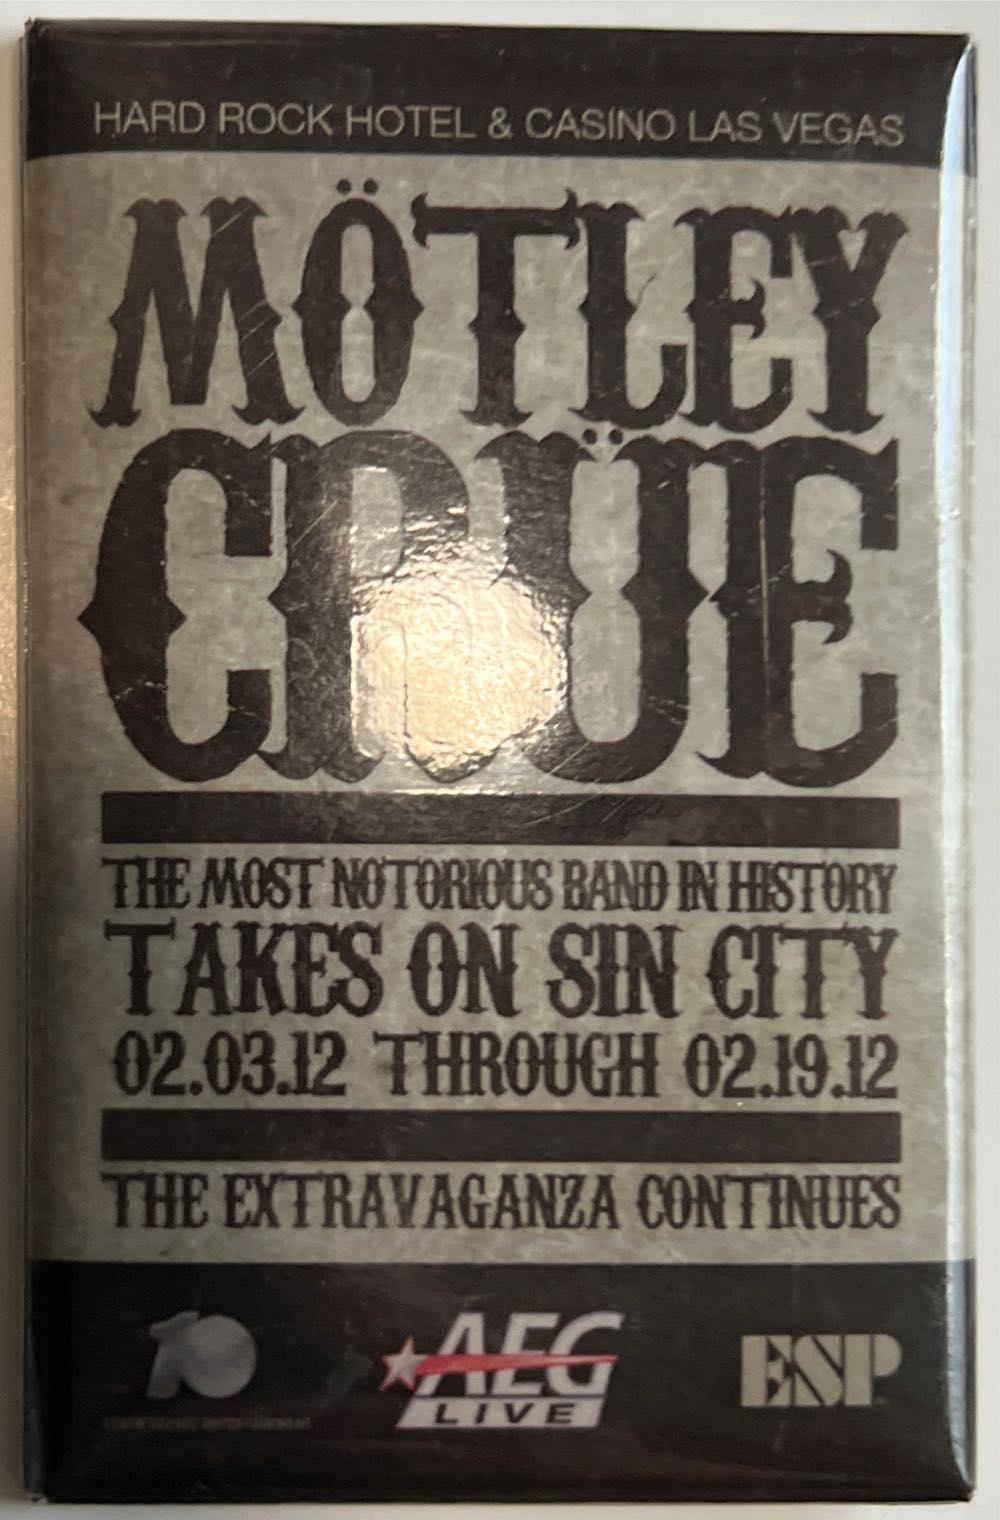 HARD ROCK HOTEL & CASINO LAS VEGAS
MÖTLEY
CRÜE
THE MOST NOTORIOUS BAND IN HISTORY
TAKES ON SIN CITY
02.03.12 THROUGH 02.19.12
THE EXTRAVAGANZA CONTINUES
10
AEG
LIVE
ESP